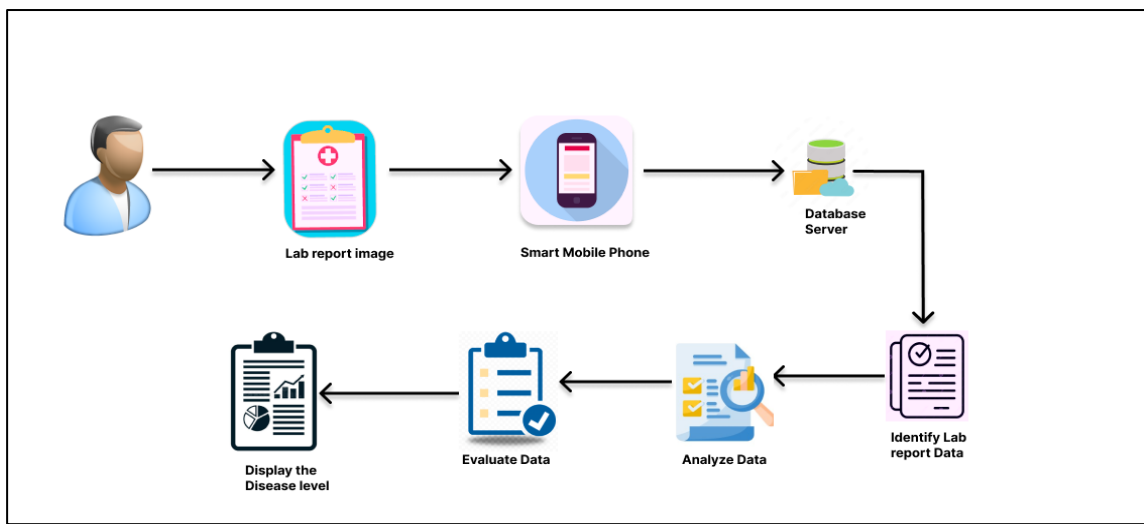 Lab report image
Smart Mobile Phone
Database
Server
Identify Lab
report Data
Analyze Data
Evaluate Data
Display the
Disease level